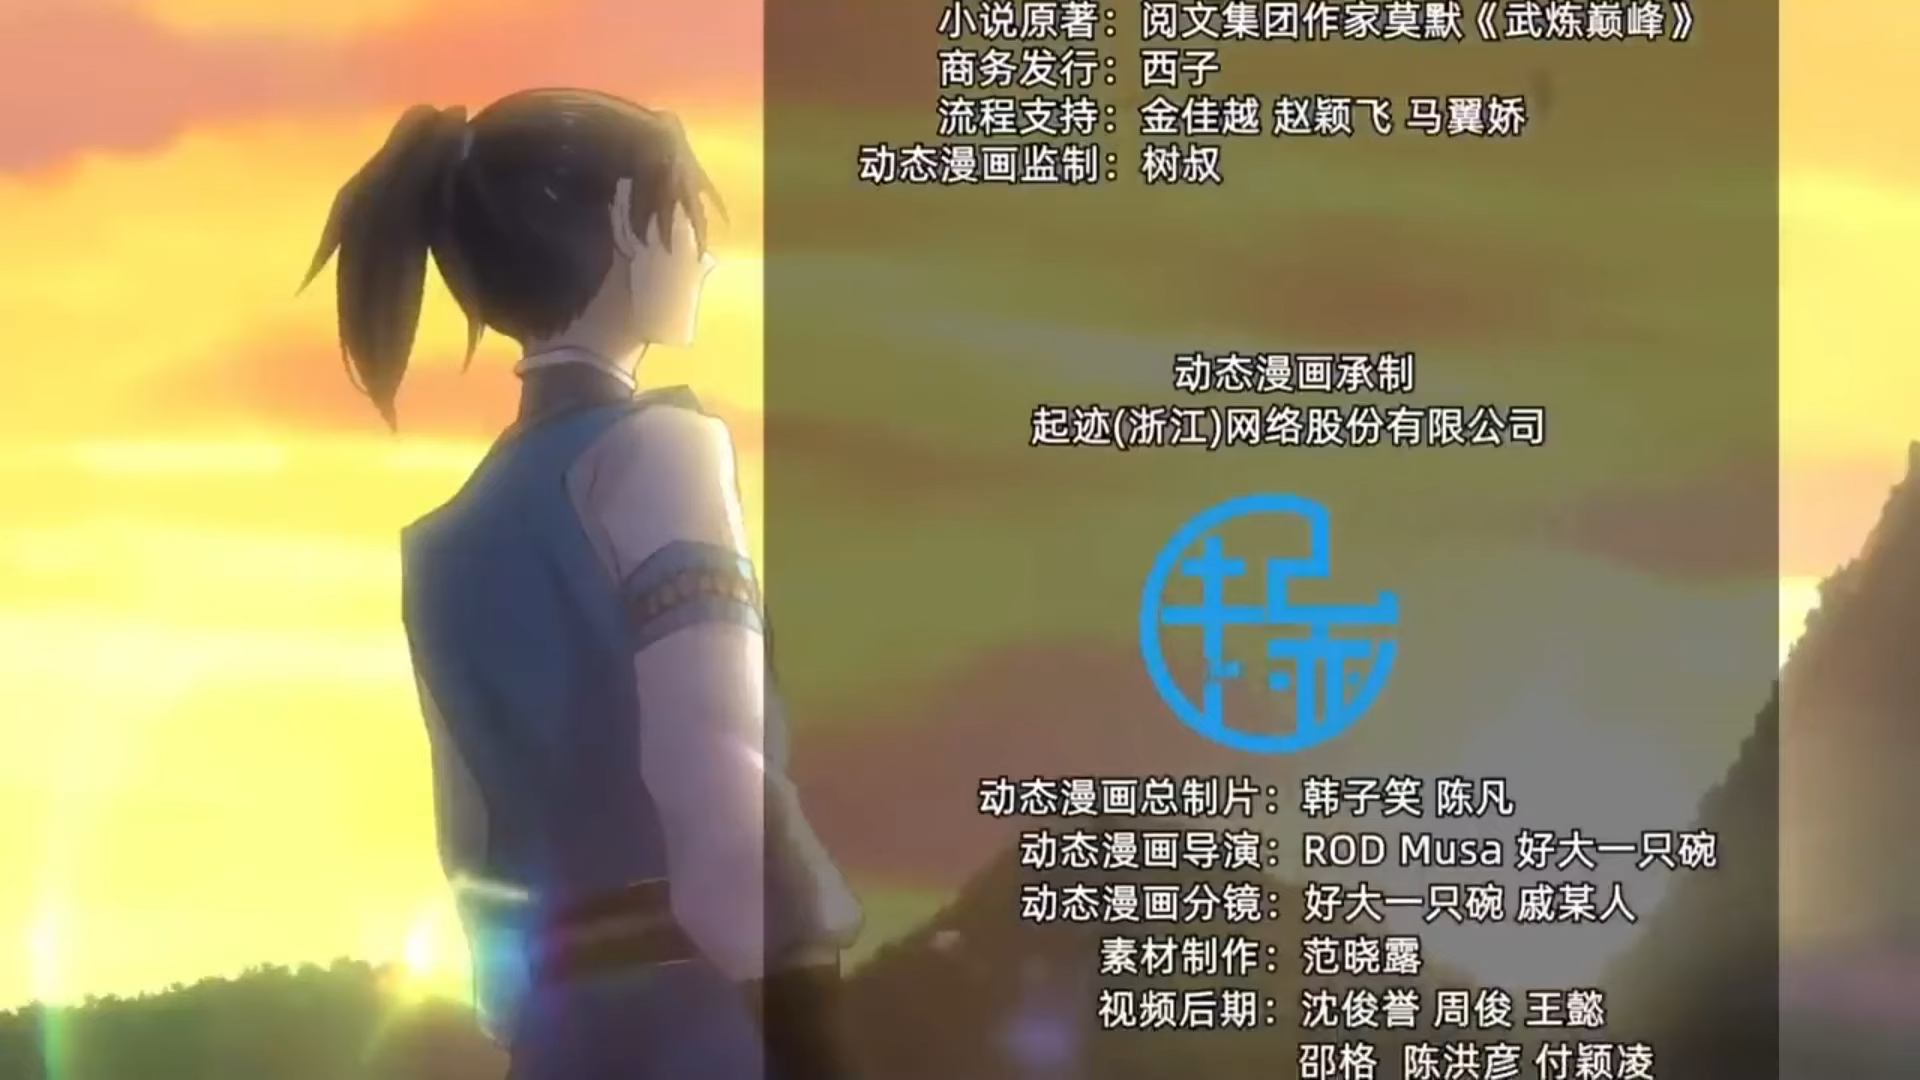 小说原著：阅文集团作家莫默《武炼巅峰》
商务发行：西子
流程支持：金佳越 赵颖飞 马翼娇
动态漫画监制：树叔
动态漫画承制
起迹(浙江)网络股份有限公司
动态漫画总制片：韩子笑 陈凡
动态漫画导演：ROD Musa 好大一只碗
动态漫画分镜：好大一只碗 戚某人
素材制作：范晓露
视频后期：沈俊誉 周俊 王懿
邵格 陈洪彦 付颖凌